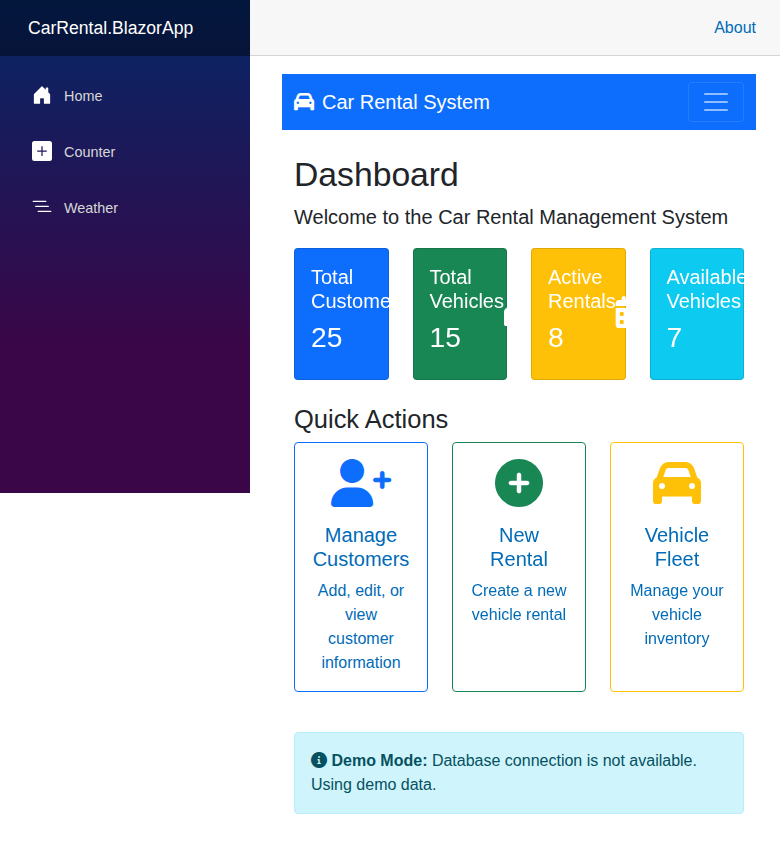 CarRental.BlazorApp
About
Home
Counter
Weather
Car Rental System
Dashboard
Welcome to the Car Rental Management System
Total
Custome
25
Total
Vehicles
15
Active
Rentals
8
Available
Vehicles
7
Quick Actions
Manage
Customers
Add, edit, or
view
customer
information
New
Rental
Create a new
vehicle rental
Vehicle
Fleet
Manage your
vehicle
inventory
Demo Mode: Database connection is not available.
Using demo data.